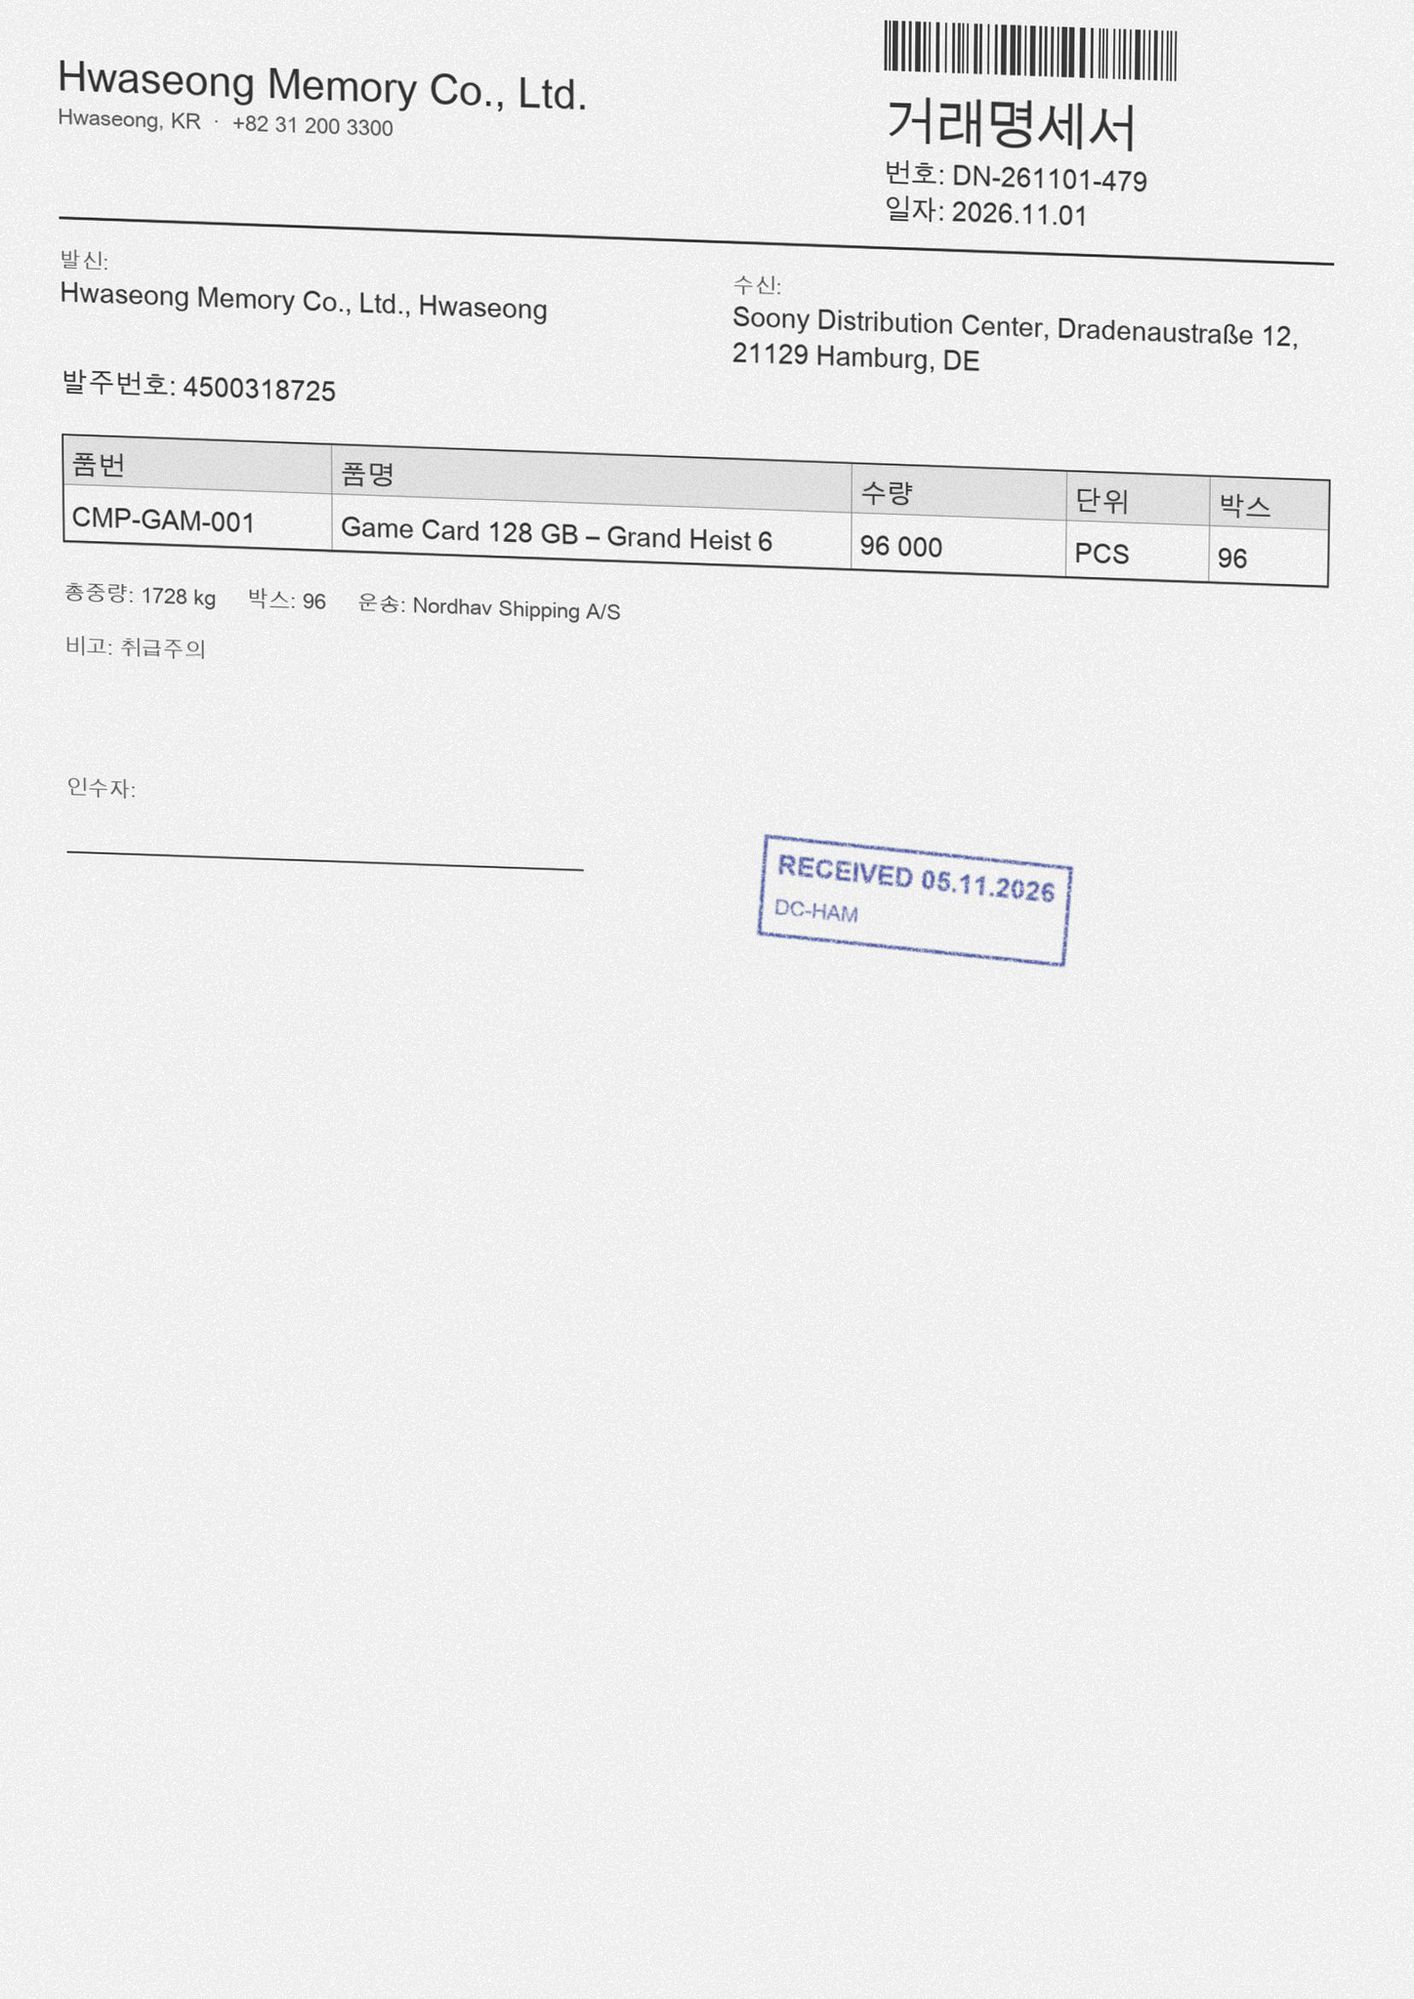 Hwaseong Memory Co., Ltd.
Hwaseong, KR · +82 31 200 3300
거래명세서
번호: DN-261101-479
일자: 2026.11.01
발신:
Hwaseong Memory Co., Ltd., Hwaseong
수신:
Soony Distribution Center, Dradenaustraße 12,
21129 Hamburg, DE
발주번호: 4500318725
품번 품명 수량 단위 박스
CMP-GAM-001 Game Card 128 GB – Grand Heist 6 96 000 PCS 96
총중량: 1728 kg 박스: 96 운송: Nordhav Shipping A/S
비고: 취급주의
인수자:
RECEIVED 05.11.2026
DC-HAM